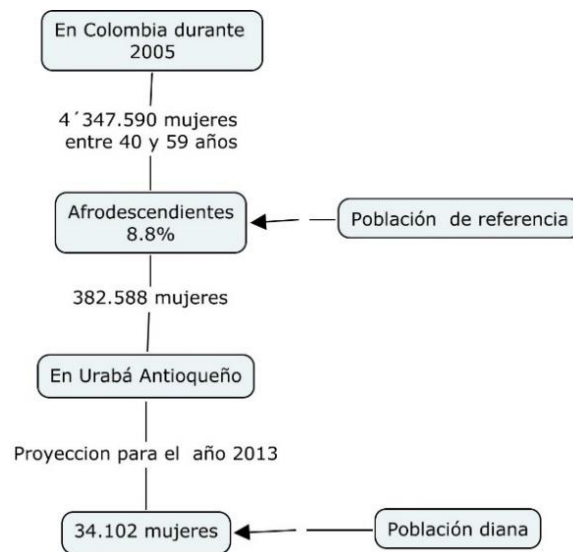 En Colombia durante
2005
4´347.590 mujeres
entre 40 y 59 años
Afrodescendientes
8.8%
Población de referencia
382.588 mujeres
En Urabá Antioqueño
Proyeccion para el año 2013
34.102 mujeres
Población diana